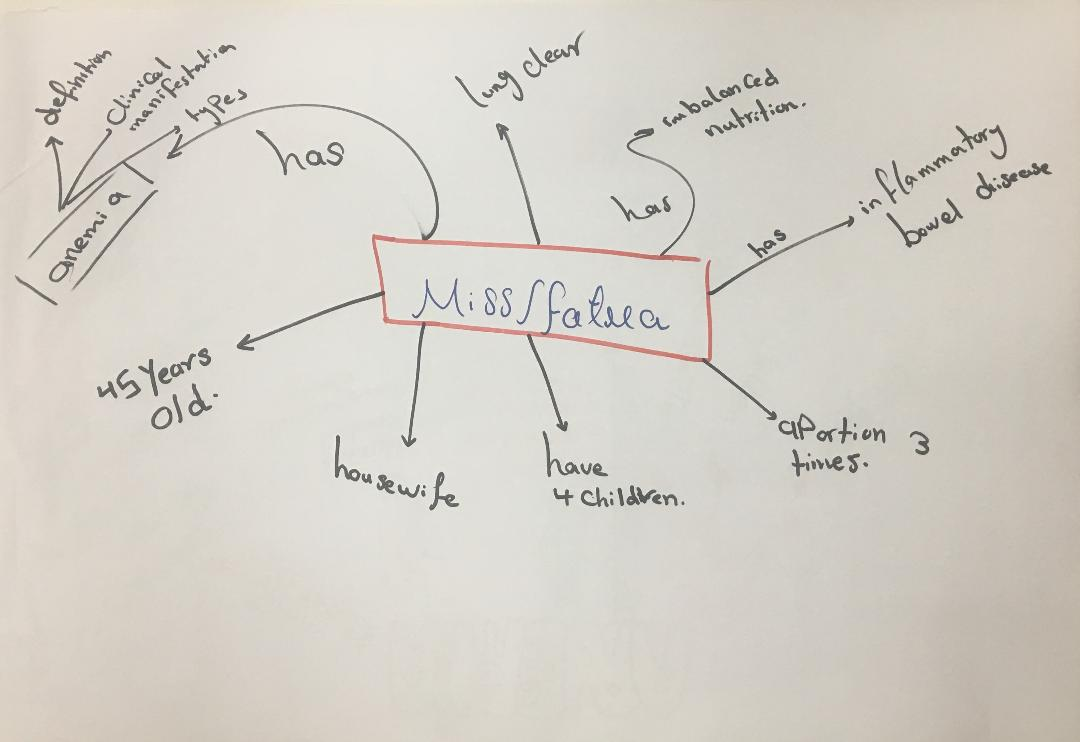 definition
clinical
manifestation
types
anemia
has
lung clear
imbalanced
nutrition.
has
has
inflammatory
bowel disease
Miss/fatua
45 Years
old.
housewife
have
4 children.
aPortion 3
times.